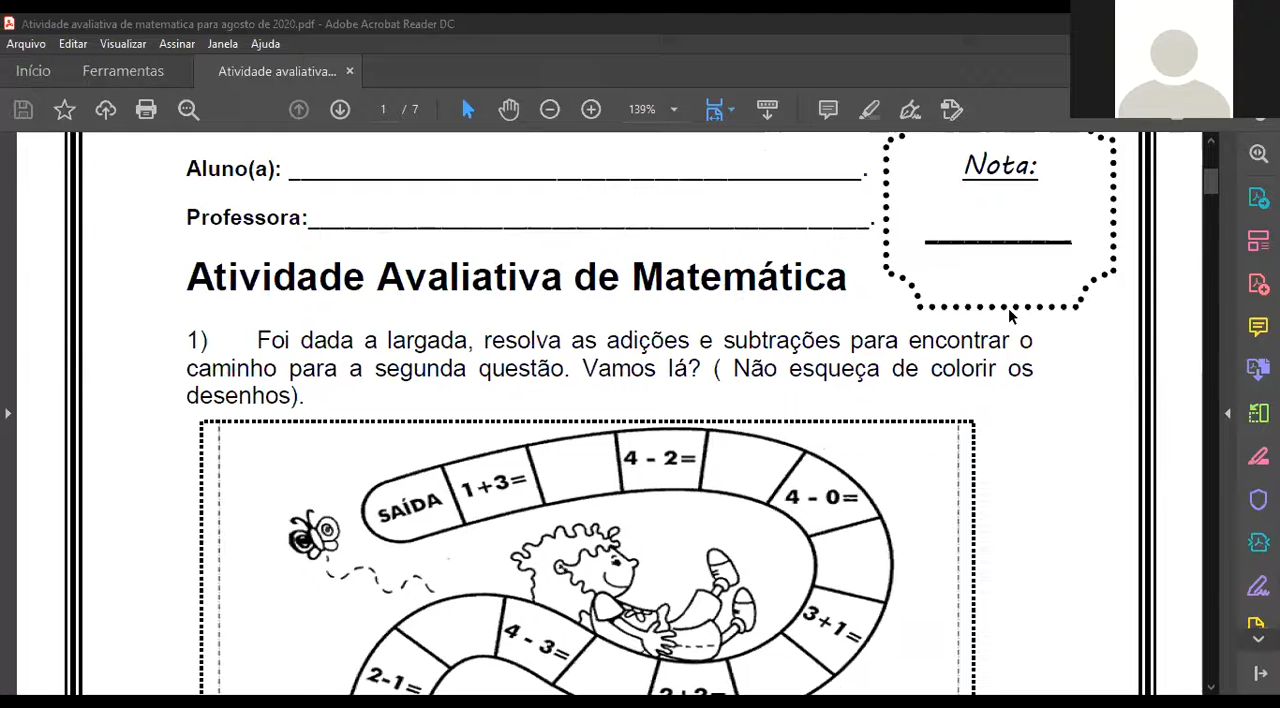 Atividade avaliativa de matematica para agosto de 2020.pdf - Adobe Acrobat Reader DC
Arquivo Editar Visualizar Assinar Janela Ajuda
Início Ferramentas Atividade avaliativa... ×
1 / 7 139%
Nota:
Aluno(a): ____________________________________________.
Professora:____________________________________________.
Atividade Avaliativa de Matemática
1) Foi dada a largada, resolva as adições e subtrações para encontrar o
caminho para a segunda questão. Vamos lá? ( Não esqueça de colorir os
desenhos).
SAÍDA 1+3= 4 - 2= 4 - 0=
3+1=
4 - 3=
2-1=